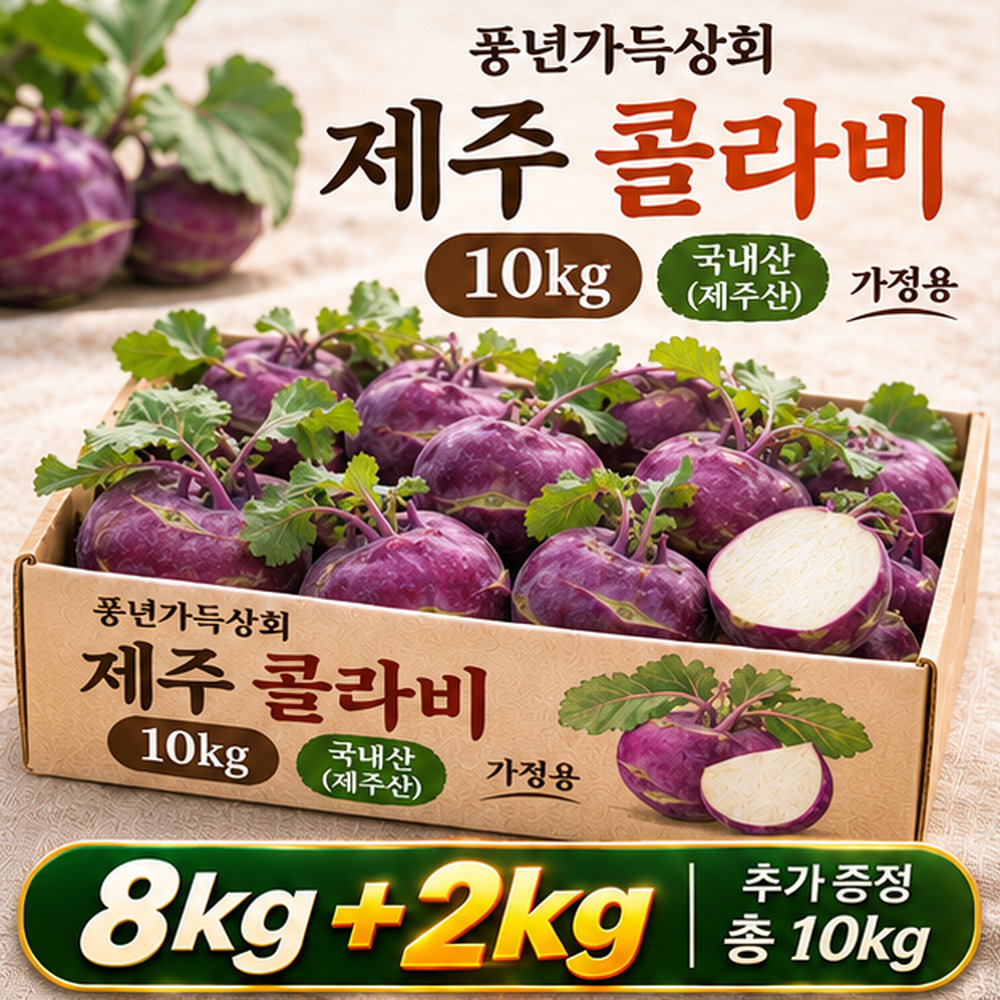 풍년가득상회
제주 콜라비
10kg
국내산
(제주산)
가정용
풍년가득상회
제주 콜라비
10kg
국내산
(제주산)
가정용
8kg+2kg
추가 증정
총 10kg